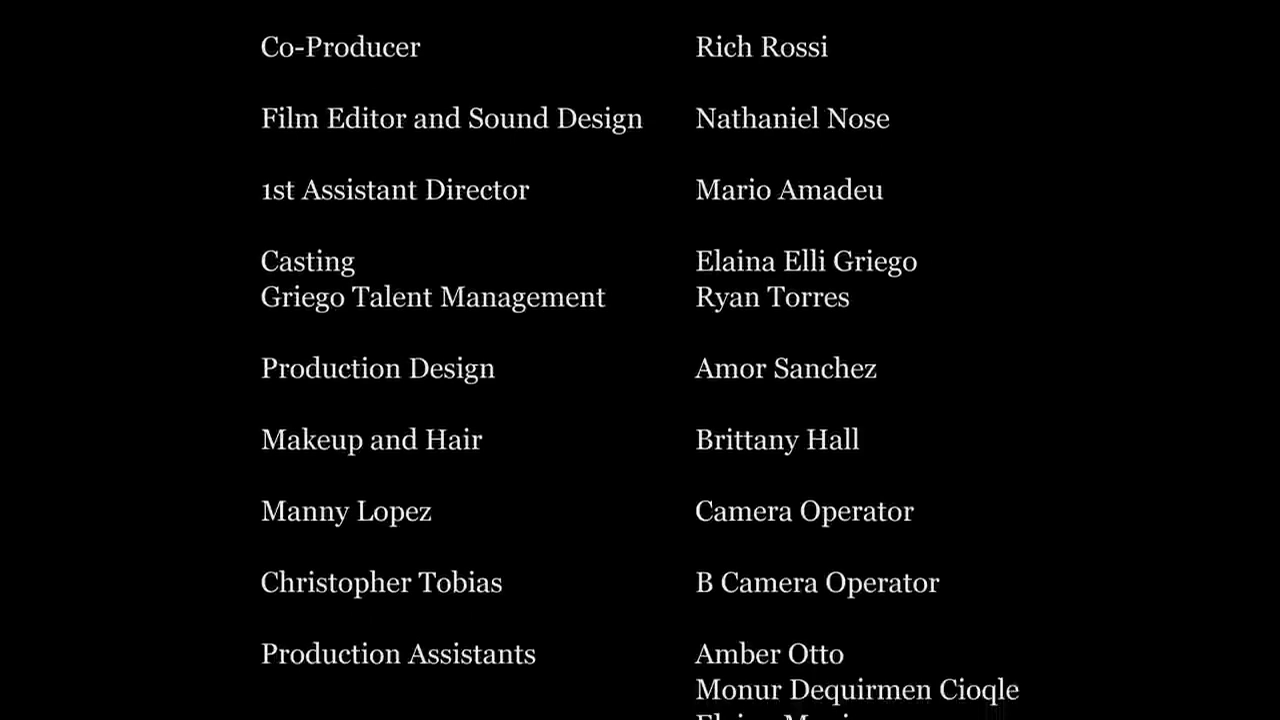 Co-Producer Rich Rossi
Film Editor and Sound Design Nathaniel Nose
1st Assistant Director Mario Amadeu
Casting Elaina Elli Griego
Griego Talent Management Ryan Torres
Production Design Amor Sanchez
Makeup and Hair Brittany Hall
Manny Lopez Camera Operator
Christopher Tobias B Camera Operator
Production Assistants Amber Otto
Monur Dequirmen Cioqle